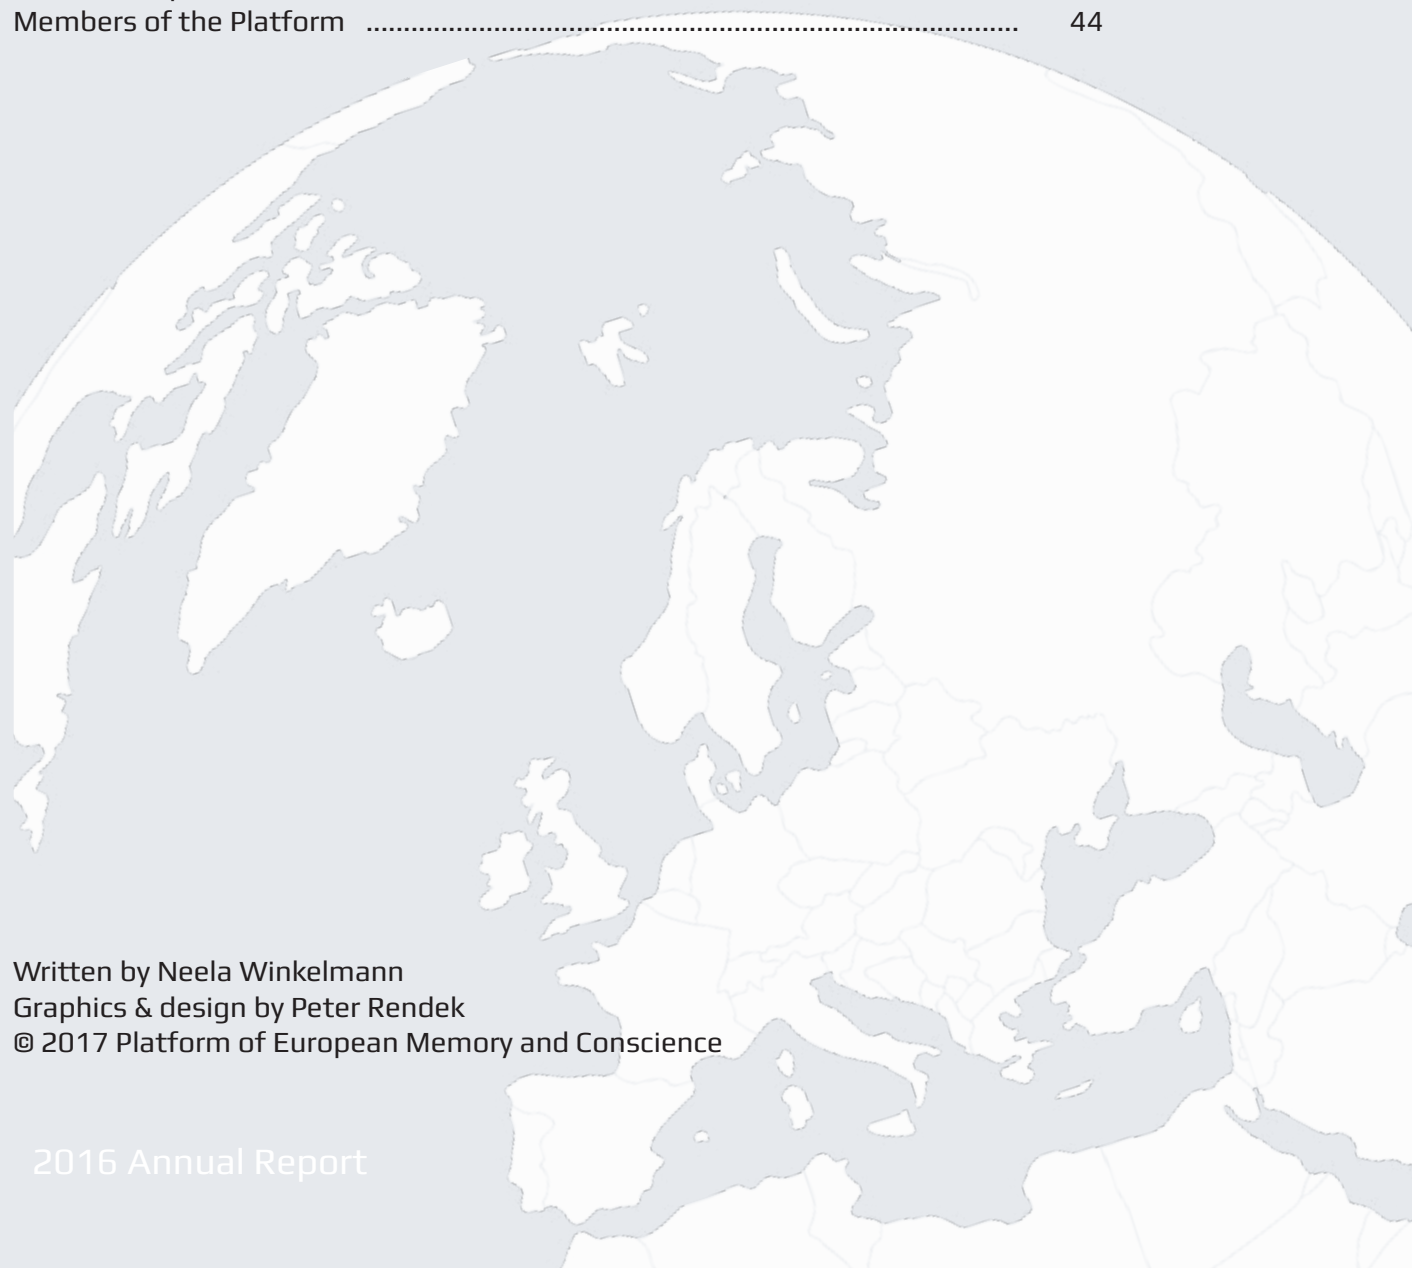 Members of the Platform ........................................................................ 44
Written by Neela Winkelmann
Graphics & design by Peter Rendek
© 2017 Platform of European Memory and Conscience
2016 Annual Report